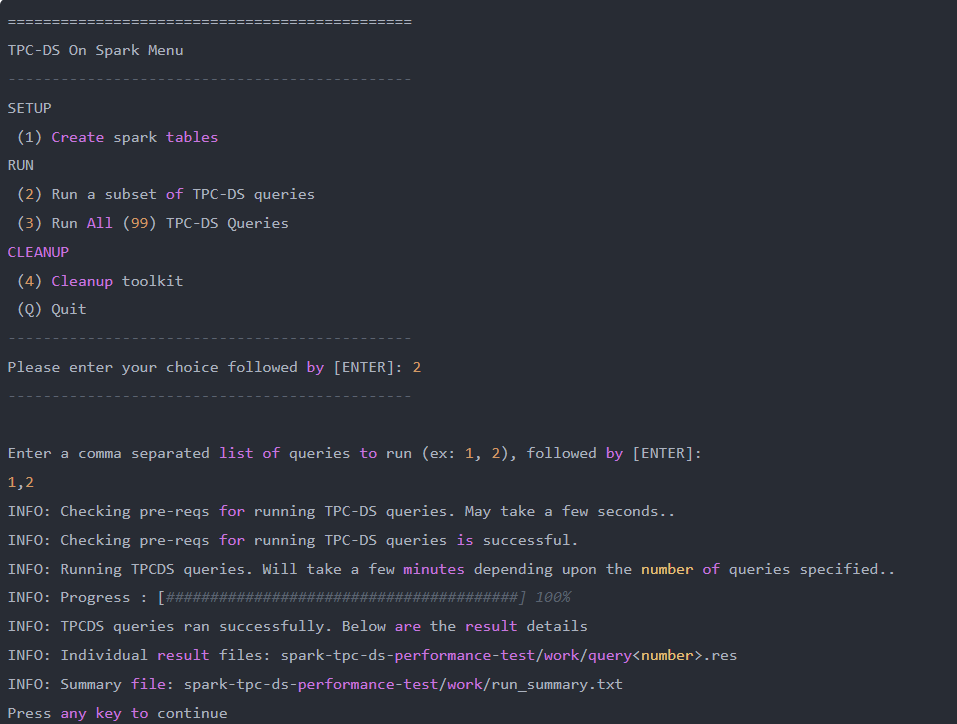 ==============================================
TPC-DS On Spark Menu
----------------------------------------------
SETUP
 (1) Create spark tables
RUN
 (2) Run a subset of TPC-DS queries
 (3) Run All (99) TPC-DS Queries
CLEANUP
 (4) Cleanup toolkit
 (Q) Quit
----------------------------------------------
Please enter your choice followed by [ENTER]: 2
----------------------------------------------
Enter a comma separated list of queries to run (ex: 1, 2), followed by [ENTER]:
1,2
INFO: Checking pre-reqs for running TPC-DS queries. May take a few seconds..
INFO: Checking pre-reqs for running TPC-DS queries is successful.
INFO: Running TPCDS queries. Will take a few minutes depending upon the number of queries specified..
INFO: Progress : [########################################] 100%
INFO: TPCDS queries ran successfully. Below are the result details
INFO: Individual result files: spark-tpc-ds-performance-test/work/query<number>.res
INFO: Summary file: spark-tpc-ds-performance-test/work/run_summary.txt
Press any key to continue